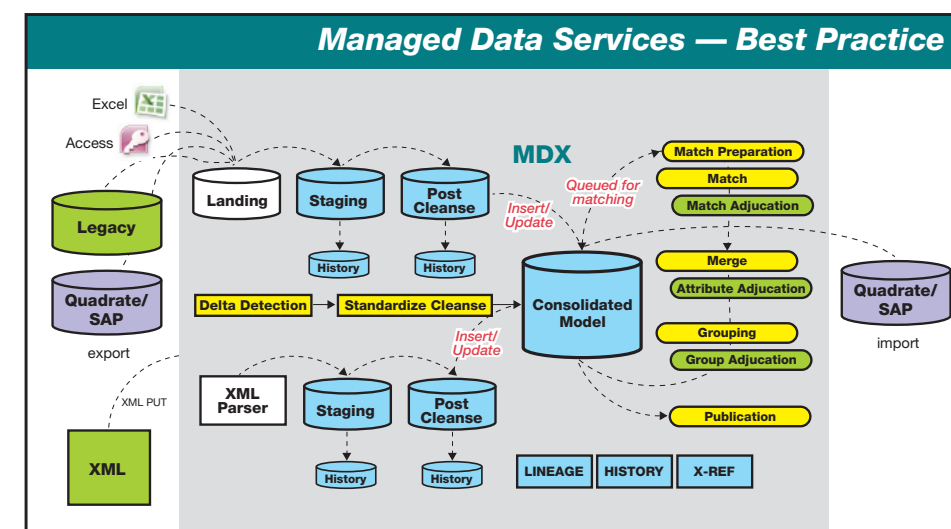 Managed Data Services — Best Practice
Excel
Access
Legacy
Quadrate/
SAP
export
XML PUT
XML
Landing
Staging
Post
Cleanse
History
History
Delta Detection
Standardize Cleanse
XML
Parser
Staging
Post
Cleanse
History
History
MDX
Insert/
Update
Queued for
matching
Insert/
Update
Consolidated
Model
Match Preparation
Match
Match Adjucation
Merge
Attribute Adjucation
Grouping
Group Adjucation
Publication
LINEAGE
HISTORY
X-REF
Quadrate/
SAP
import